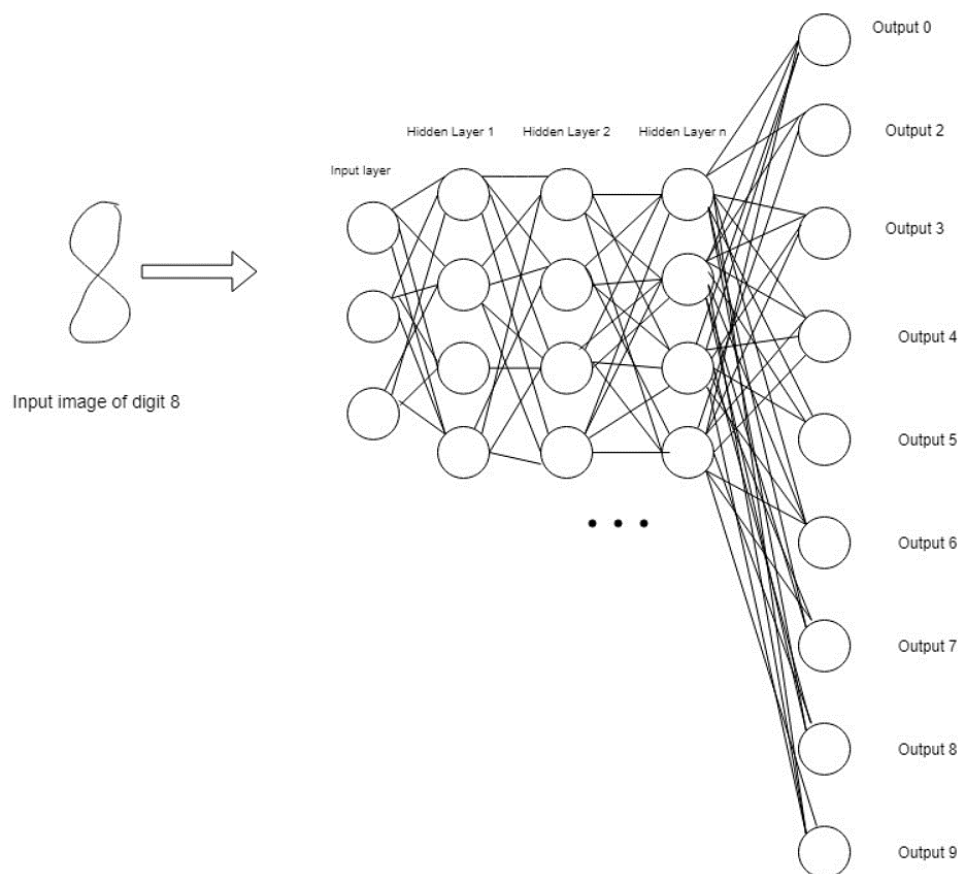 Output 0
Output 2
Hidden Layer 1
Hidden Layer 2
Hidden Layer n
Input layer
Output 3
8
Output 4
Input image of digit 8
Output 5
Output 6
Output 7
Output 8
Output 9